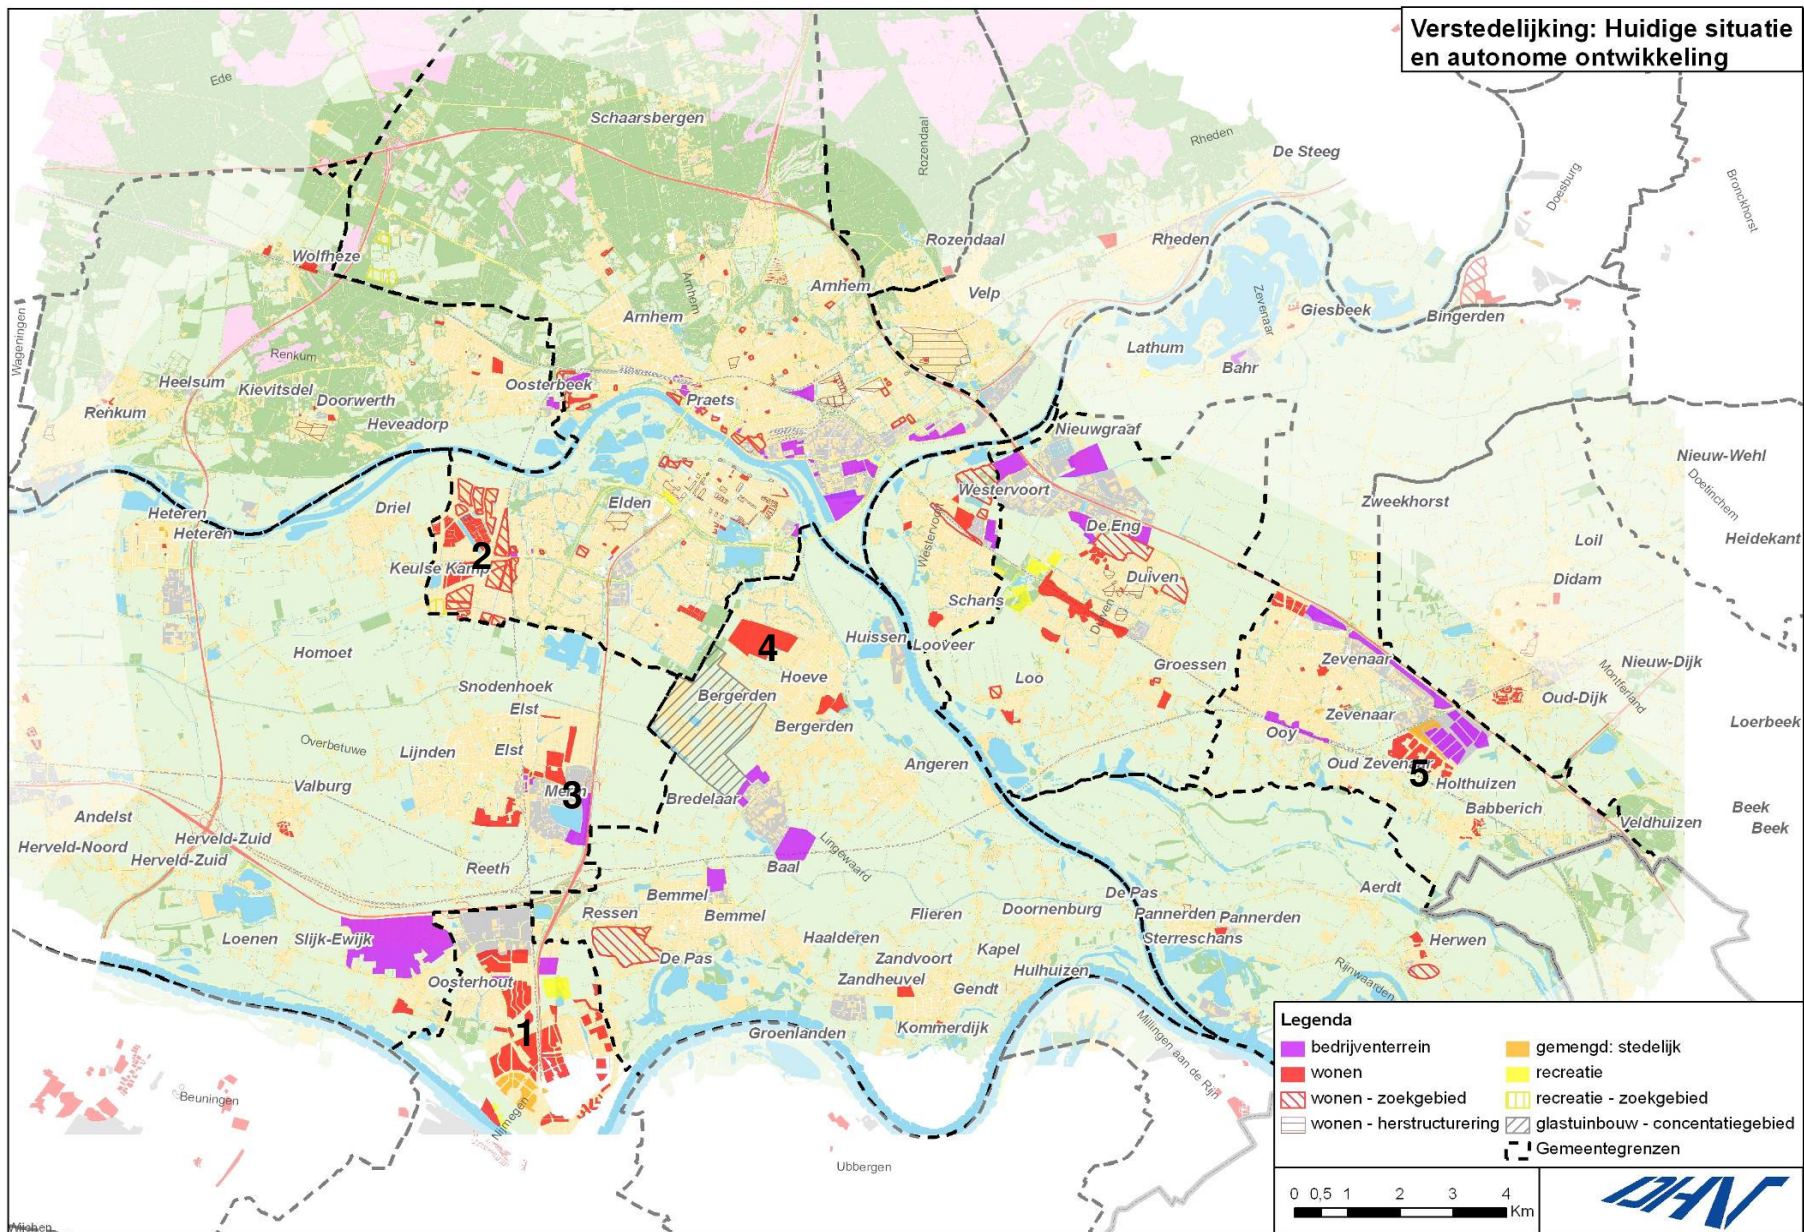 Verstedelijking: Huidige situatie
en autonome ontwikkeling
Ede
Schaarsbergen
Rozendaal
Rheden
De Steeg
Doesburg
Bronckhorst
Wolfheze
Rozendaal
Rheden
Arnhem
Velp
Arnhem
Arnhem
Zevenaar
Giesbeek
Bingerden
Wageningen
Renkum
Lathum
Bahr
Heelsum
Kievitsdel
Doorwerth
Oosterbeek
Praets
Renkum
Heveadorp
Nieuwgraaf
Nieuw-Wehl
Doetinchem
Westervoort
Zweekhorst
Heteren
Driel
Elden
De Eng
Heteren
Westervoort
Loil
Heidekant
2
Keulse Kamp
Duiven
Didam
Schans
Duiven
Huissen
Looveer
4
Homoet
Hoeve
Groessen
Zevenaar
Nieuw-Dijk
Montferland
Snodenhoek
Bergerden
Loo
Oud-Dijk
Elst
Bergerden
Zevenaar
Loerbeek
Overbetuwe
Lijnden
Elst
Ooy
Angeren
Oud Zevenaar
5
Holthuizen
Valburg
3
Bredelaar
Babberich
Beek
Andelst
Veldhuizen
Beek
Herveld-Zuid
Herveld-Noord
Herveld-Zuid
Reeth
Baal
Lingewaard
Bemmel
De Pas
Aerdt
Ressen
Bemmel
Flieren
Doornenburg
Pannerden
Pannerden
Loenen
Slijk-Ewijk
Haalderen
Sterreschans
Herwen
De Pas
Zandvoort
Kapel
Oosterhout
Zandheuvel
Hulhuizen
Rijnwaarden
Gendt
1
Groenlanden
Kommerdijk
Millingen aan de Rijn
Beuningen
Nijmegen
Ubbergen
Legenda
bedrijventerrein
wonen
wonen - zoekgebied
wonen - herstructurering
gemengd: stedelijk
recreatie
recreatie - zoekgebied
glastuinbouw - concentatiegebied
Gemeentegrenzen
0 0,5 1 2 3 4
Km
DHV